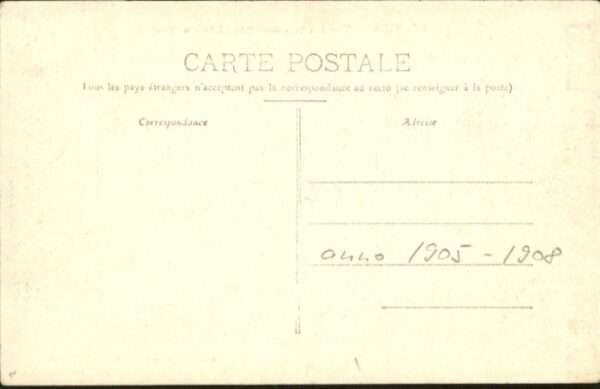 CARTE POSTALE
Tous les pays étrangers n'acceptent pas la correspondance au recto (se renseigner à la poste)
Correspondance
Adresse
anno 1905 - 1908